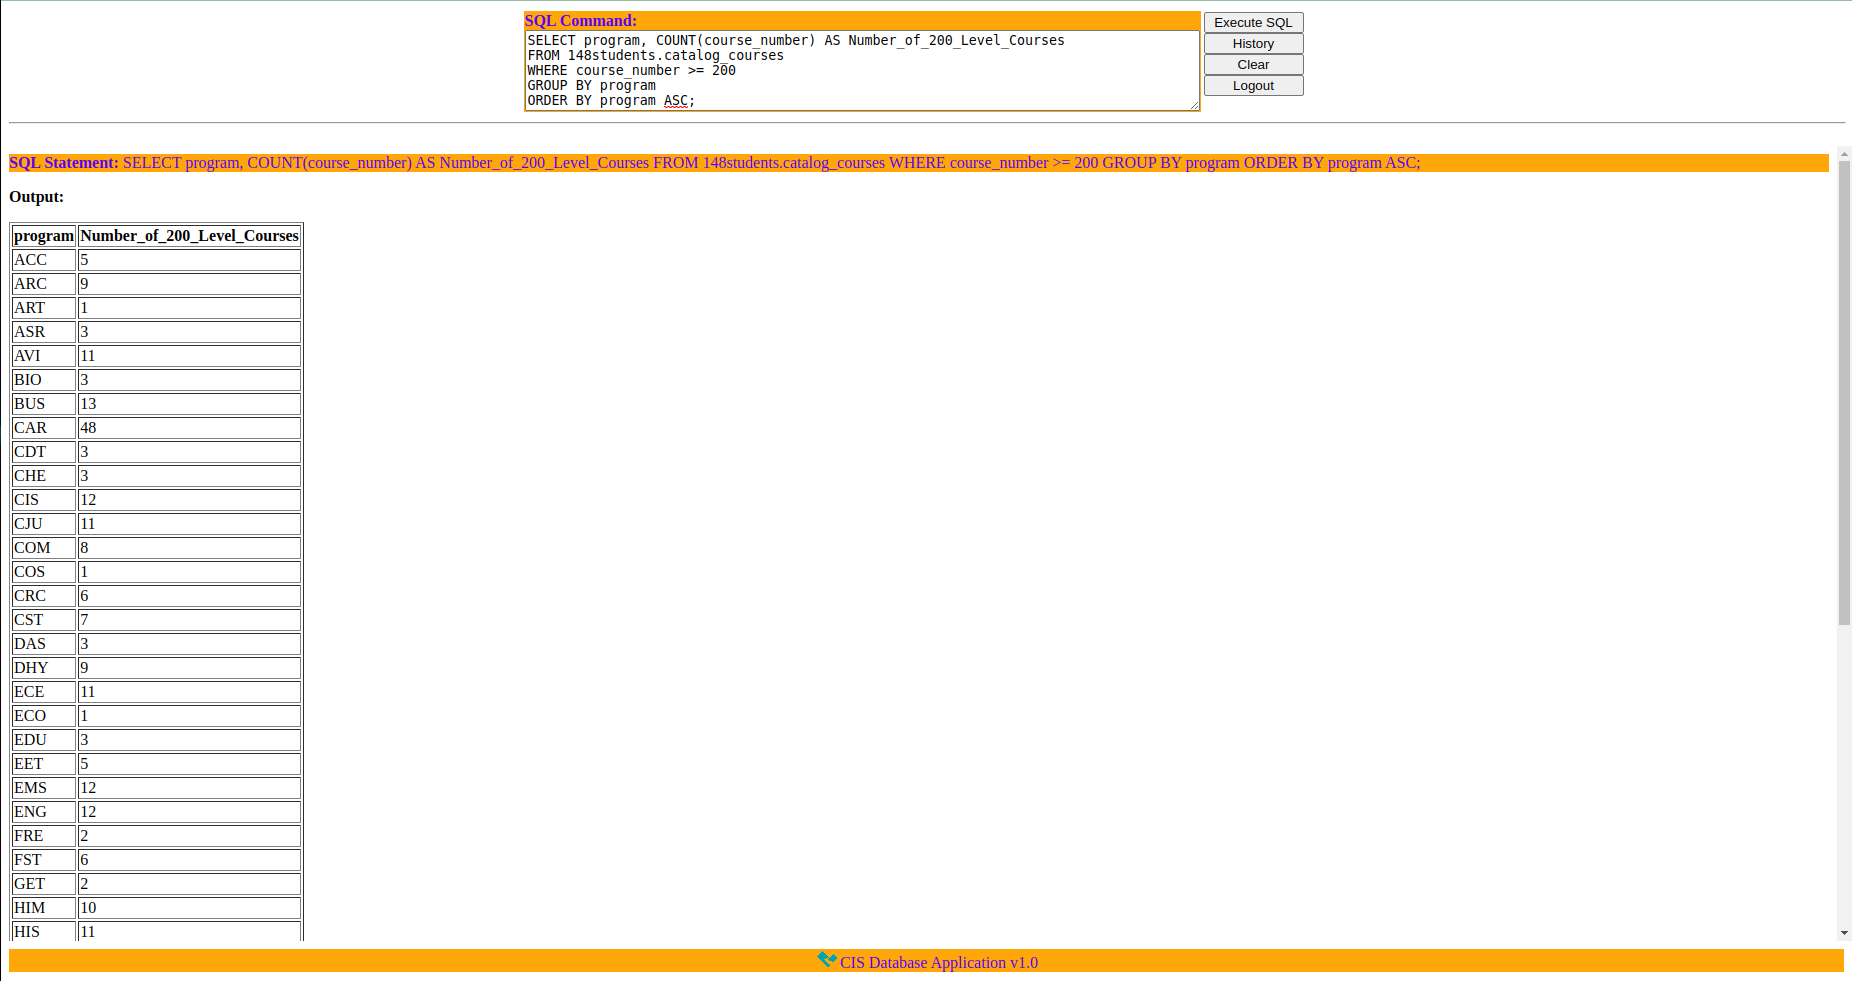 SQL Command:
SELECT program, COUNT(course_number) AS Number_of_200_Level_Courses
FROM 148students.catalog_courses
WHERE course_number >= 200
GROUP BY program
ORDER BY program ASC;
Execute SQL
History
Clear
Logout
SQL Statement: SELECT program, COUNT(course_number) AS Number_of_200_Level_Courses FROM 148students.catalog_courses WHERE course_number >= 200 GROUP BY program ORDER BY program ASC;
Output:
program Number_of_200_Level_Courses
ACC 5
ARC 9
ART 1
ASR 3
AVI 11
BIO 3
BUS 13
CAR 48
CDT 3
CHE 3
CIS 12
CJU 11
COM 8
COS 1
CRC 6
CST 7
DAS 3
DHY 9
ECE 11
ECO 1
EDU 3
EET 5
EMS 12
ENG 12
FRE 2
FST 6
GET 2
HIM 10
HIS 11
CIS Database Application v1.0